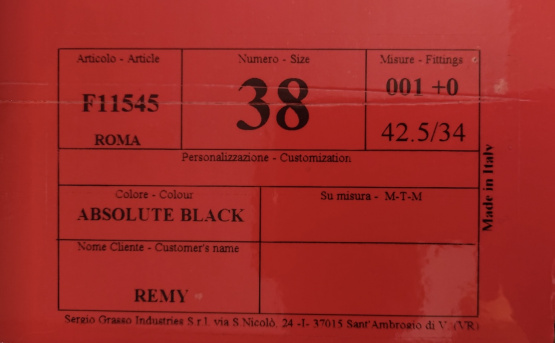 Articolo - Article
F11545
ROMA
Numero - Size
38
Misure - Fittings
001 +0
42.5/34
Personalizzazione - Customization
Colore - Colour
ABSOLUTE BLACK
Su misura - M-T-M
Nome Cliente - Customer's name
REMY
Made in Italy
Sergio Grasso Industries S.r.l. via S.Nicolò, 24 -I- 37015 Sant'Ambrogio di V. (VR)